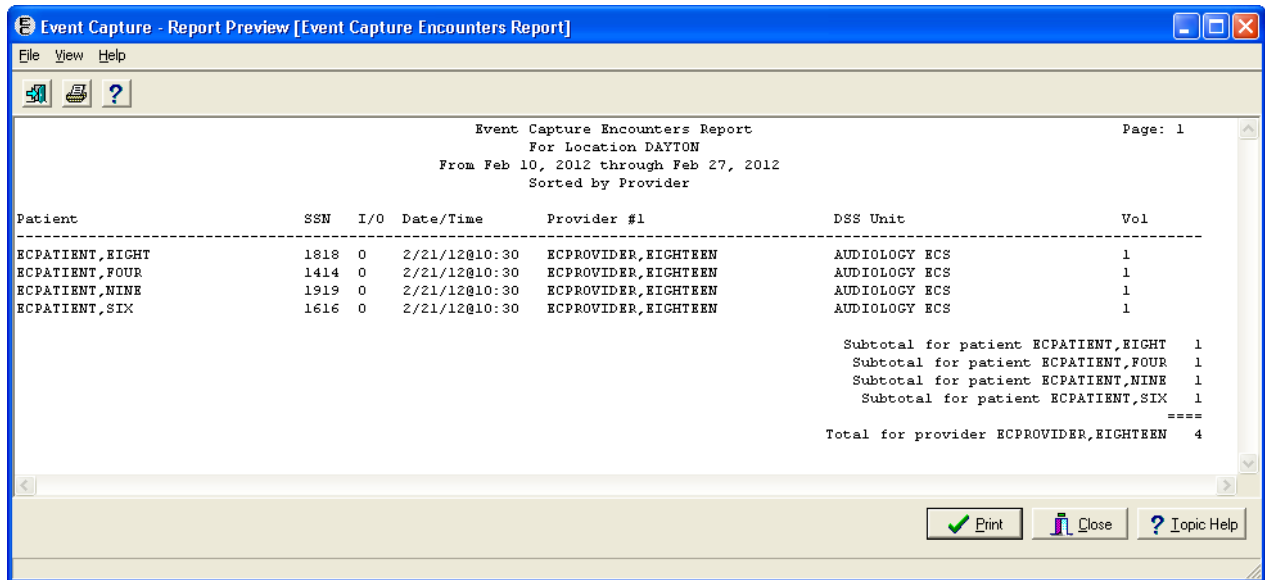 Event Capture - Report Preview [Event Capture Encounters Report]
File View Help
Event Capture Encounters Report Page: 1
For Location DAYTON
From Feb 10, 2012 through Feb 27, 2012
Sorted by Provider
Patient SSN I/O Date/Time Provider #1 DSS Unit Vol
ECPATIENT,EIGHT 1818 O 2/21/12@10:30 ECPROVIDER,EIGHTEEN AUDIOLOGY ECS 1
ECPATIENT,FOUR 1414 O 2/21/12@10:30 ECPROVIDER,EIGHTEEN AUDIOLOGY ECS 1
ECPATIENT,NINE 1919 O 2/21/12@10:30 ECPROVIDER,EIGHTEEN AUDIOLOGY ECS 1
ECPATIENT,SIX 1616 O 2/21/12@10:30 ECPROVIDER,EIGHTEEN AUDIOLOGY ECS 1
Subtotal for patient ECPATIENT,EIGHT 1
Subtotal for patient ECPATIENT,FOUR 1
Subtotal for patient ECPATIENT,NINE 1
Subtotal for patient ECPATIENT,SIX 1
====
Total for provider ECPROVIDER,EIGHTEEN 4
Print Close Topic Help